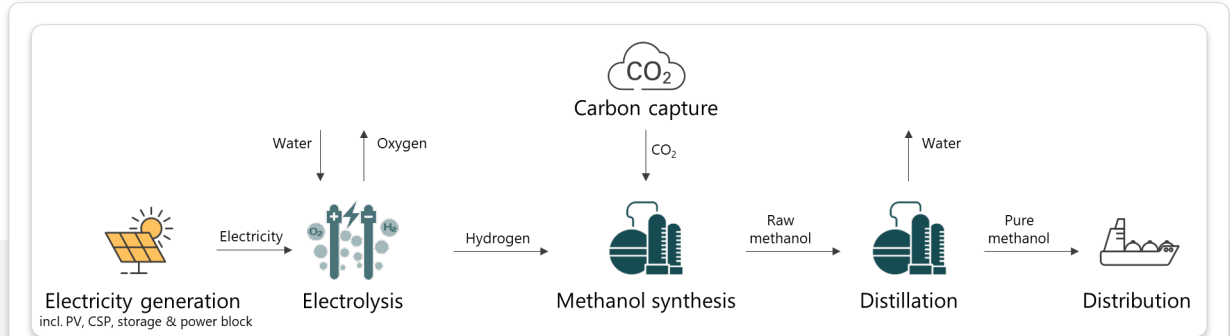 CO₂
Carbon capture
Water
Oxygen
CO₂
Water
O₂
H₂
Electricity
Hydrogen
Raw
methanol
Pure
methanol
Electricity generation
incl. PV, CSP, storage & power block
Electrolysis
Methanol synthesis
Distillation
Distribution